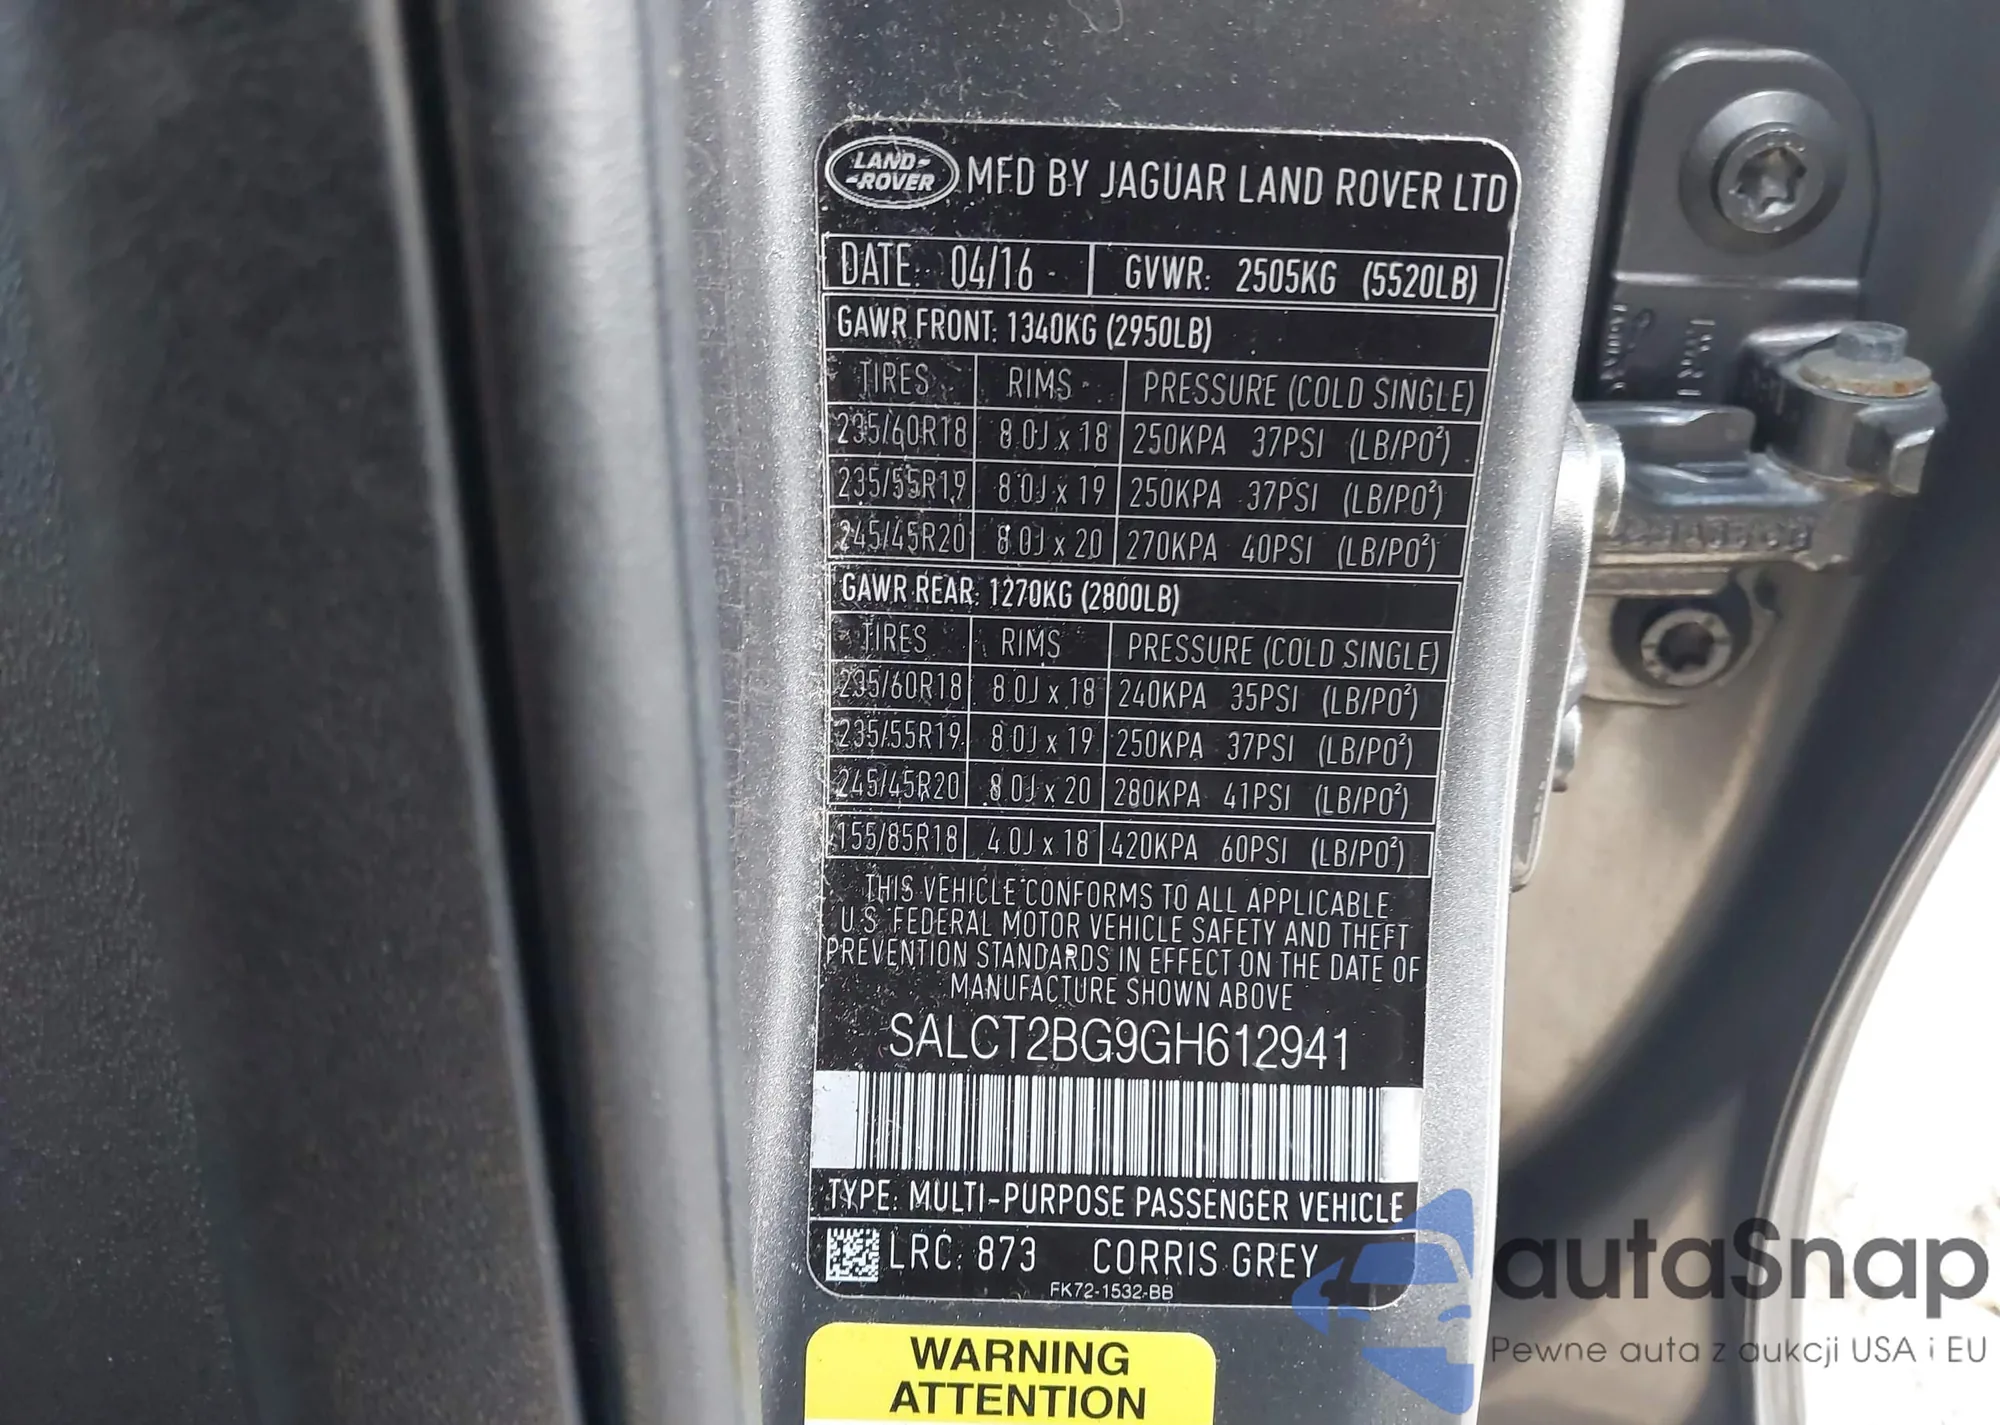 LAND-
-ROVER
MFD BY JAGUAR LAND ROVER LTD
DATE: 04/16 GVWR: 2505KG (5520LB)
GAWR FRONT: 1340KG (2950LB)
TIRES RIMS PRESSURE (COLD SINGLE)
235/60R18 8.0J x 18 250KPA 37PSI (LB/PO²)
235/55R19 8.0J x 19 250KPA 37PSI (LB/PO²)
245/45R20 8.0J x 20 270KPA 40PSI (LB/PO²)
GAWR REAR: 1270KG (2800LB)
TIRES RIMS PRESSURE (COLD SINGLE)
235/60R18 8.0J x 18 240KPA 35PSI (LB/PO²)
235/55R19 8.0J x 19 250KPA 37PSI (LB/PO²)
245/45R20 8.0J x 20 280KPA 41PSI (LB/PO²)
155/85R18 4.0J x 18 420KPA 60PSI (LB/PO²)
THIS VEHICLE CONFORMS TO ALL APPLICABLE
U.S. FEDERAL MOTOR VEHICLE SAFETY AND THEFT
PREVENTION STANDARDS IN EFFECT ON THE DATE OF
MANUFACTURE SHOWN ABOVE
SALCT2BG9GH612941
TYPE: MULTI-PURPOSE PASSENGER VEHICLE
LRC: 873 CORRIS GREY
FK72-1532-BB
WARNING
ATTENTION
autoSnap
Pewne auta z aukcji USA i EU